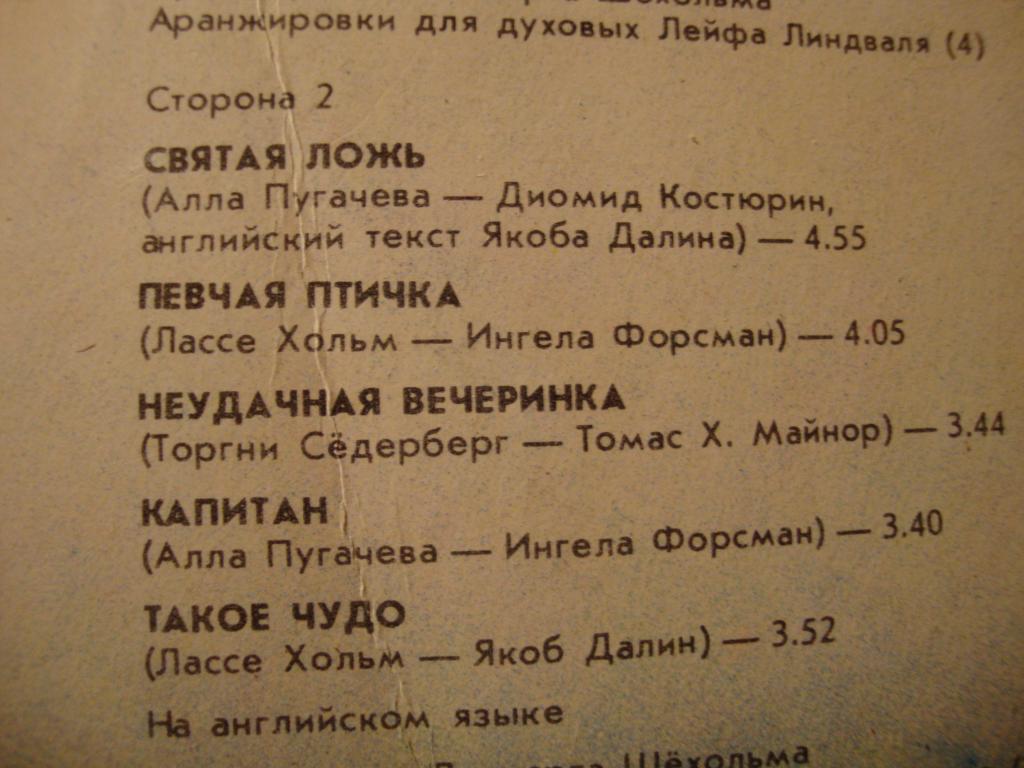 Шёхольма
Аранжировки для духовых Лейфа Линдваля (4)
Сторона 2
СВЯТАЯ ЛОЖЬ
(Алла Пугачева — Диомид Костюрин,
английский текст Якоба Далина) — 4.55
ПЕВЧАЯ ПТИЧКА
(Лассе Хольм — Ингела Форсман) — 4.05
НЕУДАЧНАЯ ВЕЧЕРИНКА
(Торгни Сёдерберг — Томас Х. Майнор) — 3.44
КАПИТАН
(Алла Пугачева — Ингела Форсман) — 3.40
ТАКОЕ ЧУДО
(Лассе Хольм — Якоб Далин) — 3.52
На английском языке
Шёхольма